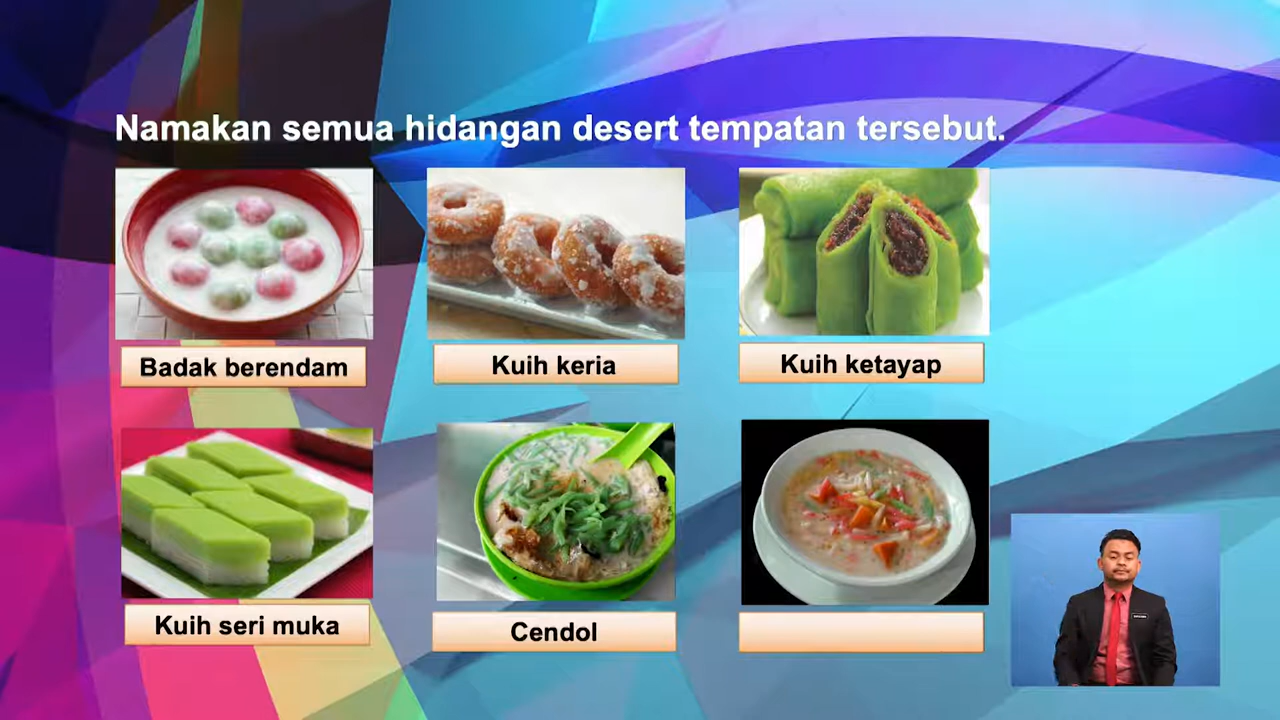 Namakan semua hidangan desert tempatan tersebut.
Badak berendam
Kuih keria
Kuih ketayap
Kuih seri muka
Cendol